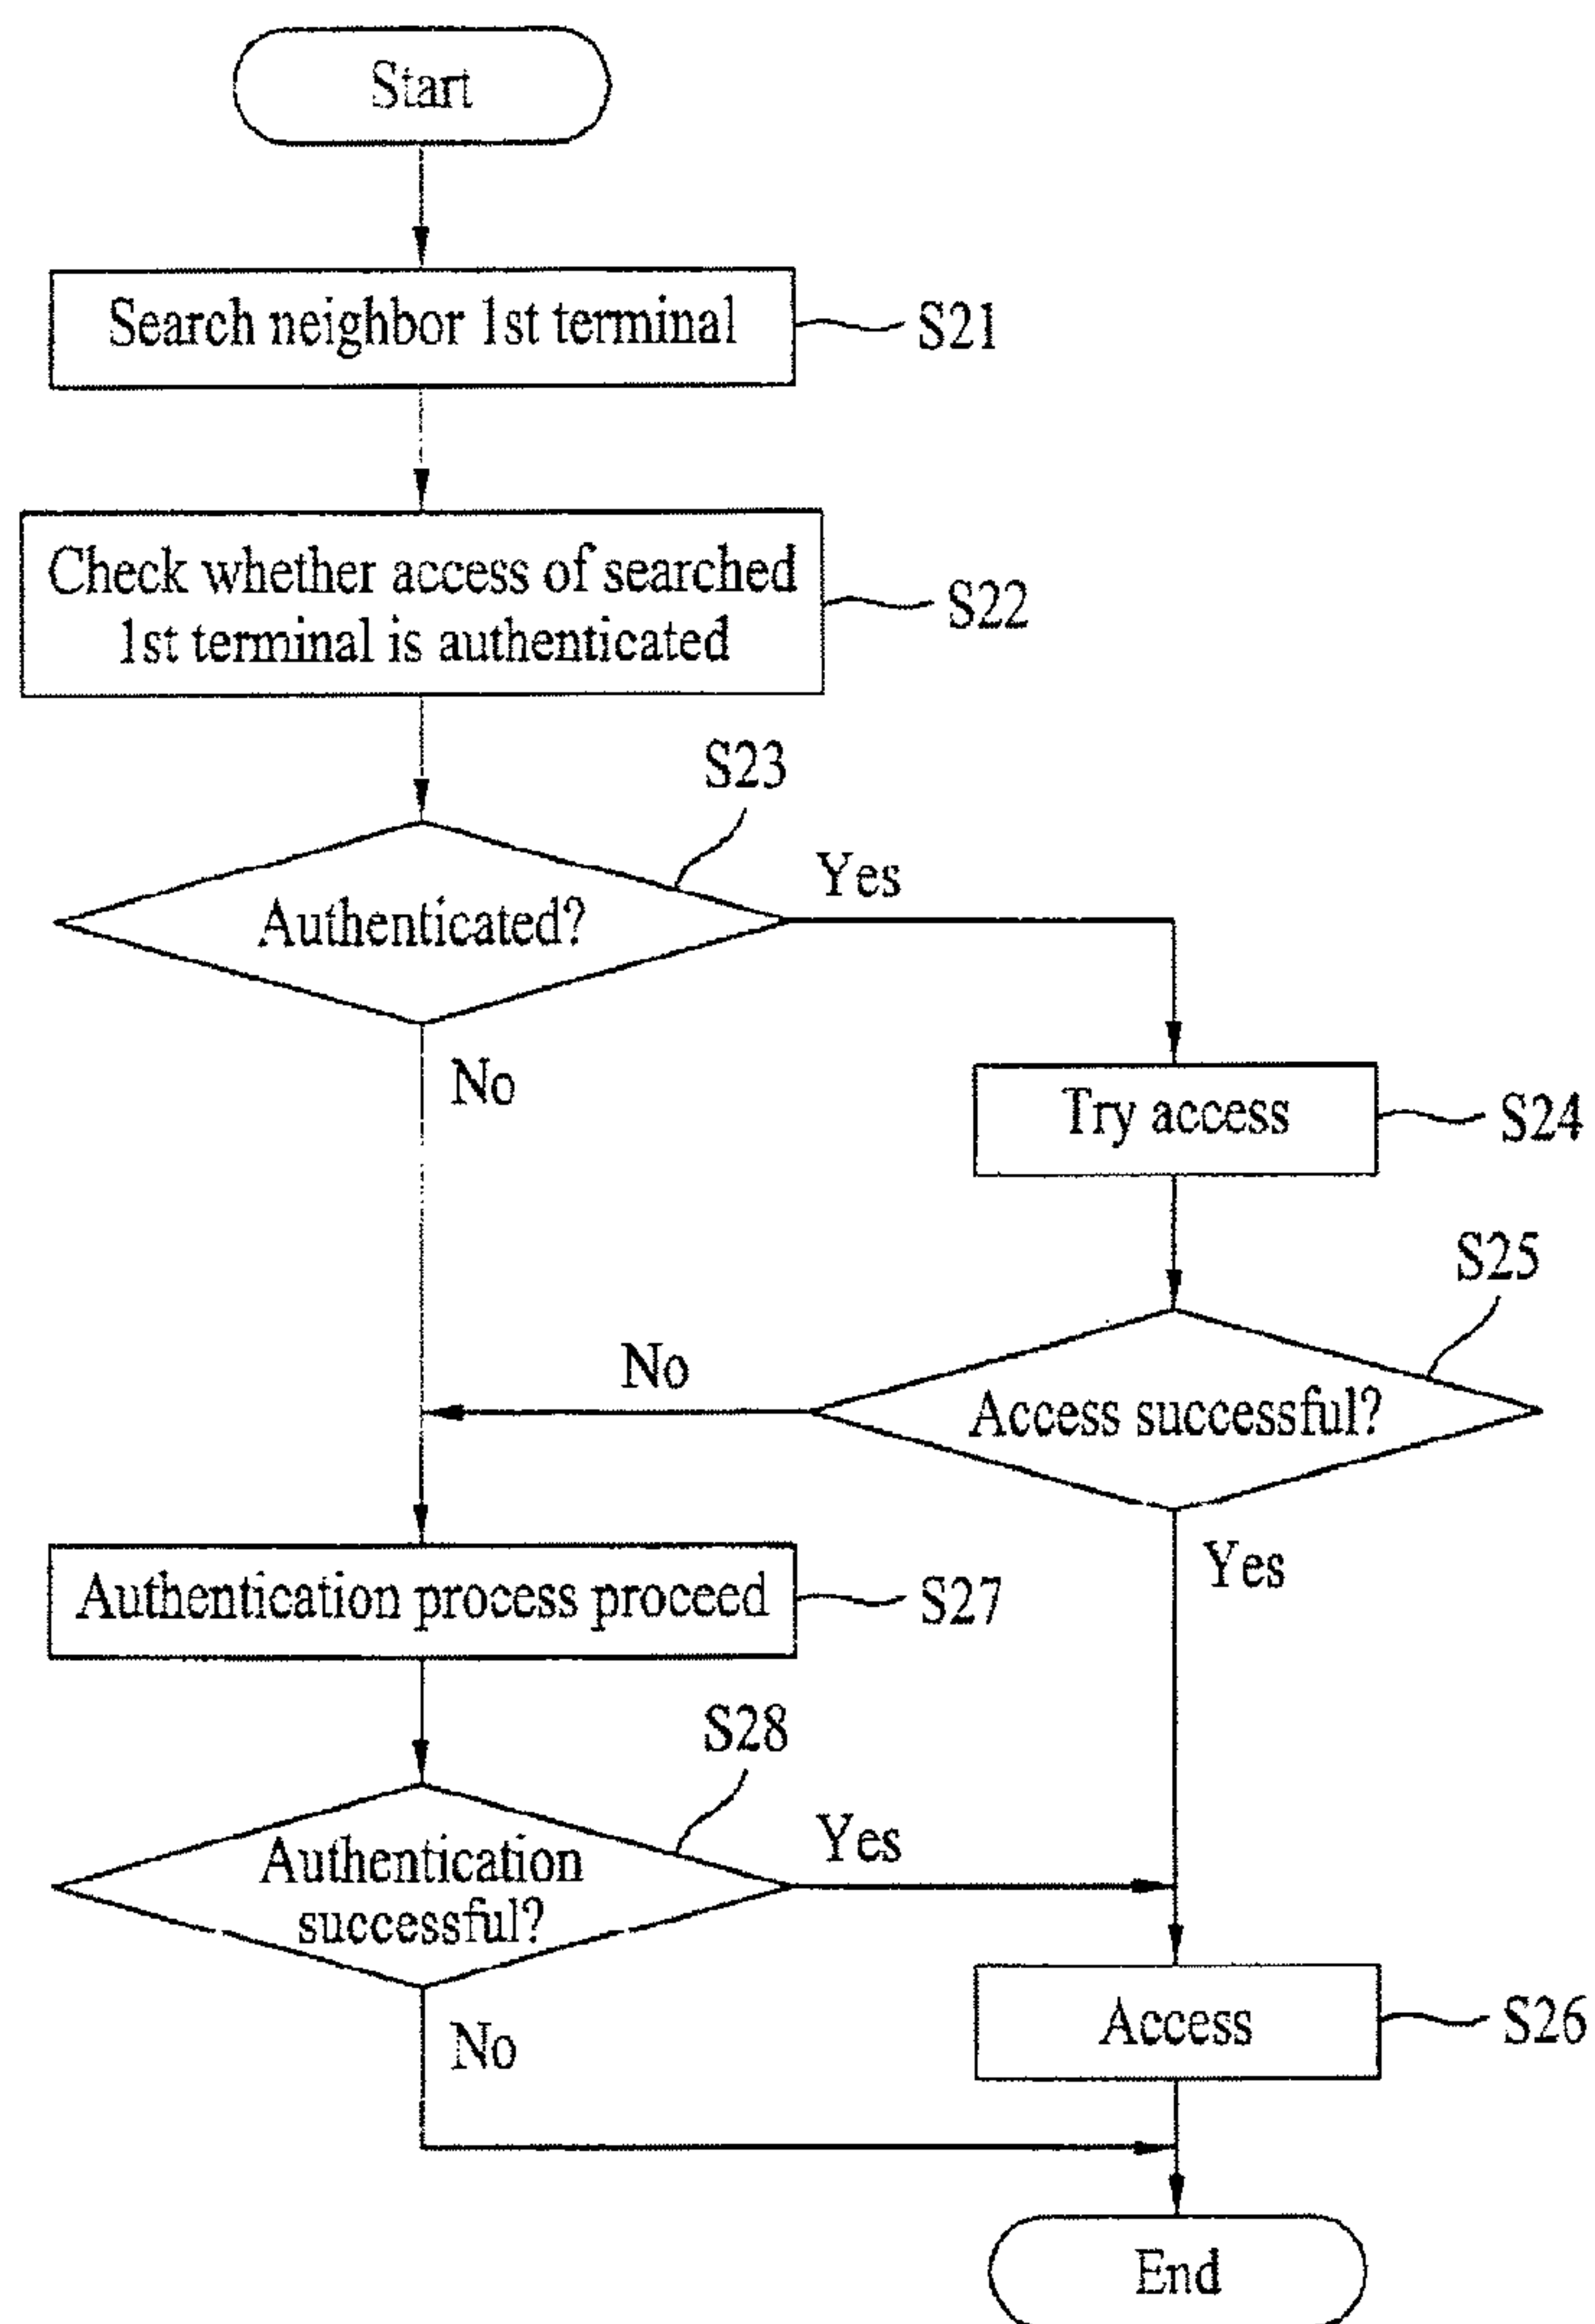 Start
Search neighbor 1st terminal
S21
Check whether access of searched
1st terminal is authenticated
S22
S23
Authenticated?
Yes
No
Try access
S24
S25
Access successful?
No
Yes
Authentication process proceed
S27
S28
Authentication
successful?
Yes
No
Access
S26
End